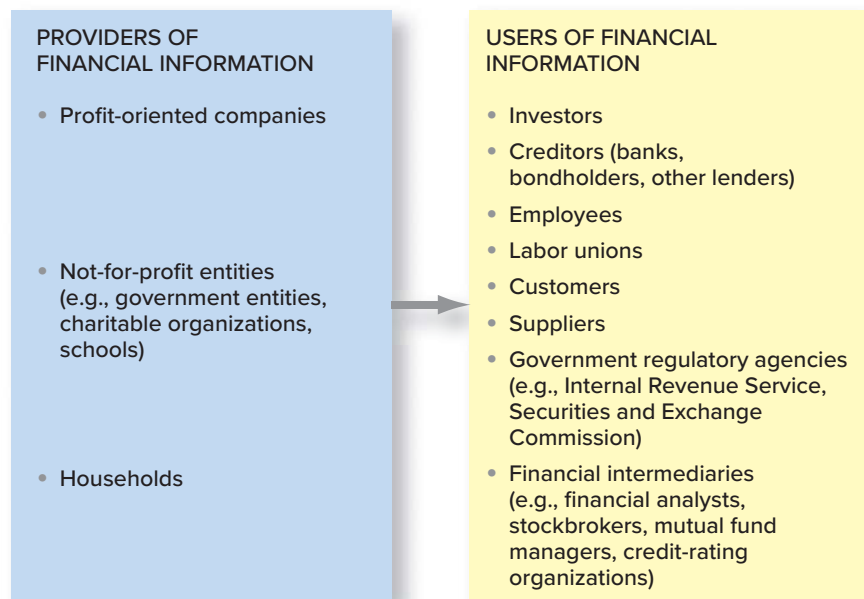 PROVIDERS OF
FINANCIAL INFORMATION
• Profit-oriented companies
• Not-for-profit entities
(e.g., government entities,
charitable organizations,
schools)
• Households
USERS OF FINANCIAL
INFORMATION
• Investors
• Creditors (banks,
bondholders, other lenders)
• Employees
• Labor unions
• Customers
• Suppliers
• Government regulatory agencies
(e.g., Internal Revenue Service,
Securities and Exchange
Commission)
• Financial intermediaries
(e.g., financial analysts,
stockbrokers, mutual fund
managers, credit-rating
organizations)